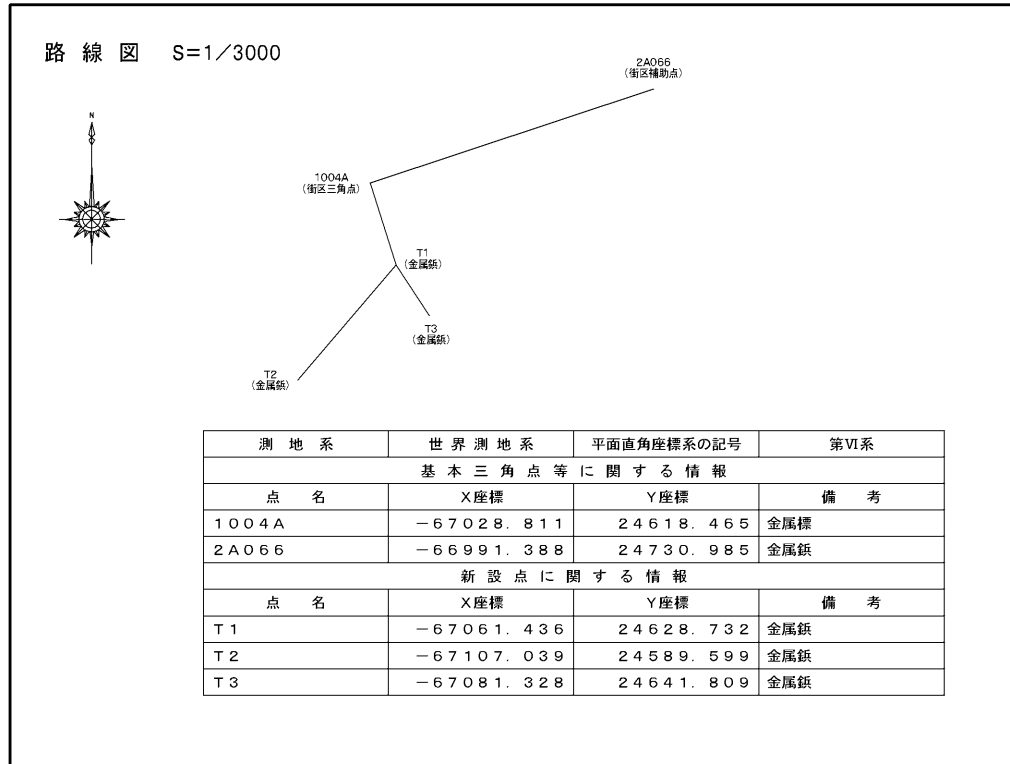 路線図 S=1/3000
2A066
(街区補助点)
N
1004A
(街区三角点)
T1
(金属鋲)
T3
(金属鋲)
T2
(金属鋲)
測地系 世界測地系 平面直角座標系の記号 第Ⅵ系
基本三角点等に関する情報
点名 X座標 Y座標 備考
1004A -67028.811 24618.465 金属標
2A066 -66991.388 24730.985 金属鋲
新設点に関する情報
点名 X座標 Y座標 備考
T1 -67061.436 24628.732 金属鋲
T2 -67107.039 24589.599 金属鋲
T3 -67081.328 24641.809 金属鋲